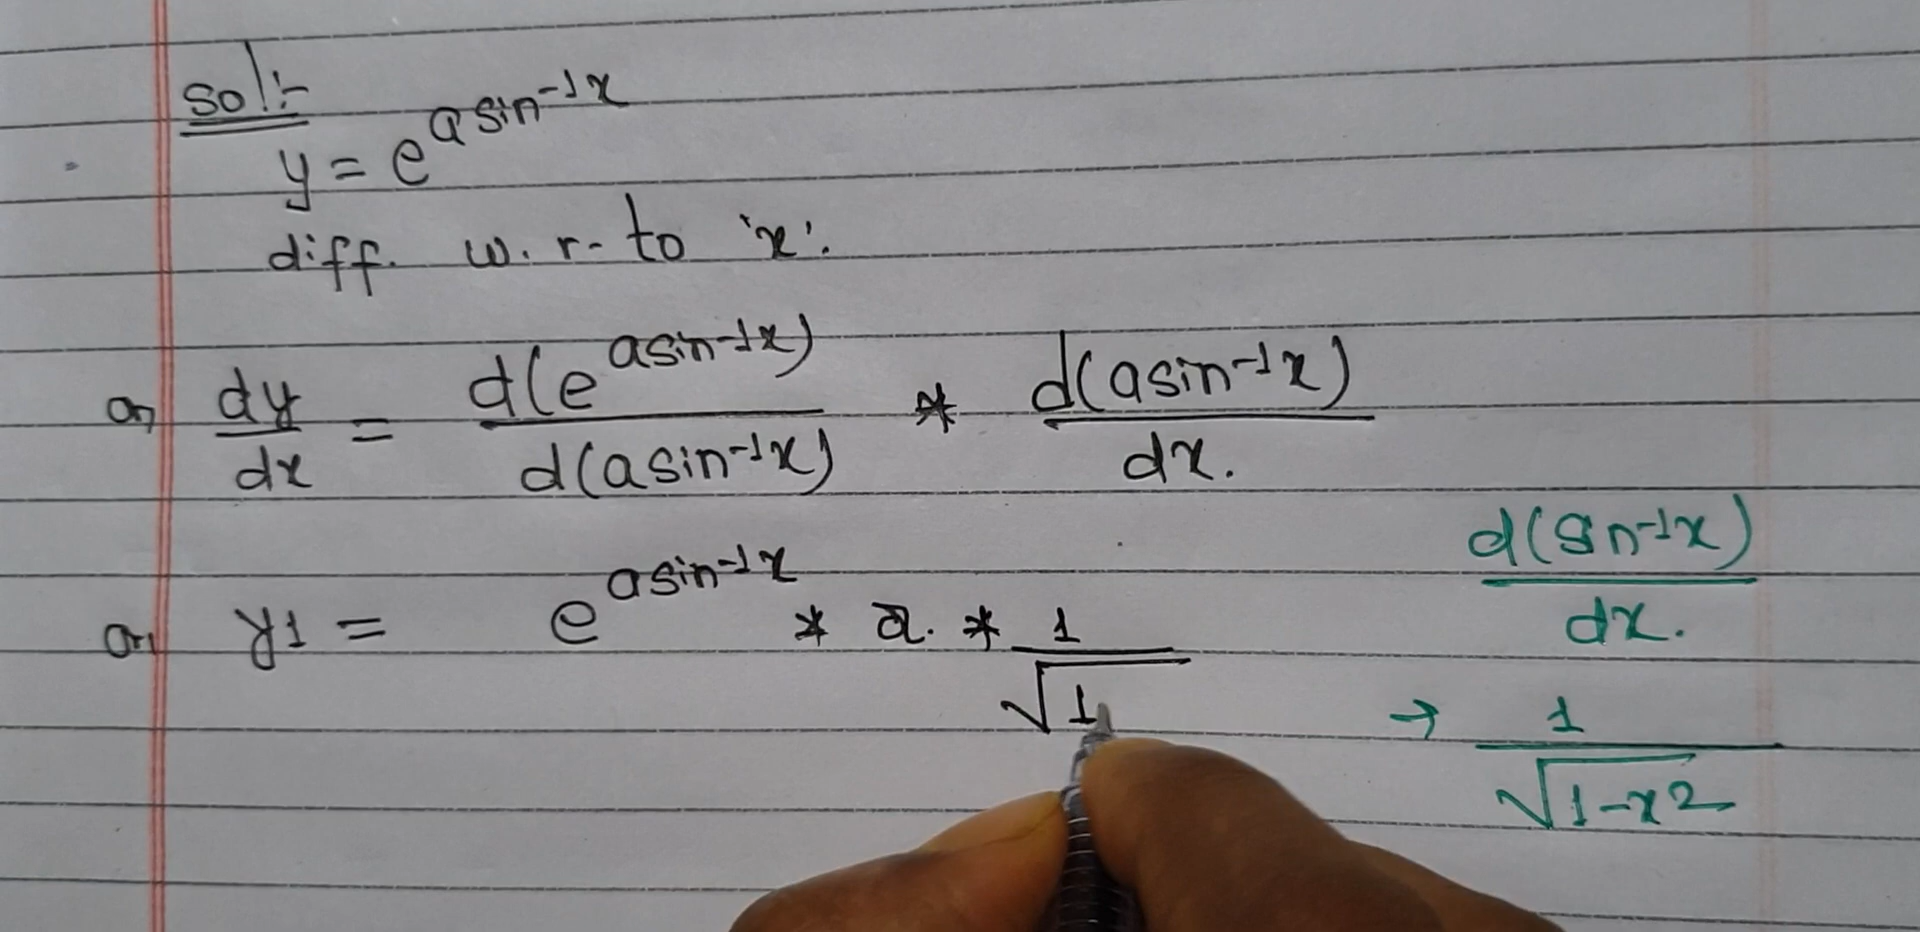 Sol:-
y = e^{a sin^{-1}x}
diff. w.r. to 'x'.
or, dy/dx = d(e^{a sin^{-1}x})/d(a sin^{-1}x) * d(a sin^{-1}x)/dx.
or, y1 = e^{a sin^{-1}x} * a. * 1/√1
d(sin^{-1}x)/dx.
→ 1/√(1-x^2)